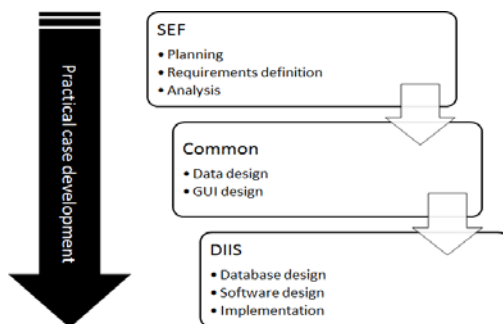 Practical case development
SEF
• Planning
• Requirements definition
• Analysis
Common
• Data design
• GUI design
DIIS
• Database design
• Software design
• Implementation